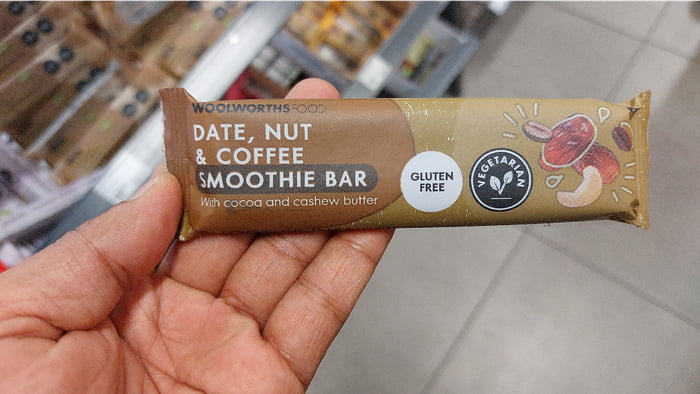 WOOLWORTHS FOOD
DATE, NUT
& COFFEE
SMOOTHIE BAR
With cocoa and cashew butter
GLUTEN
FREE
VEGETARIAN